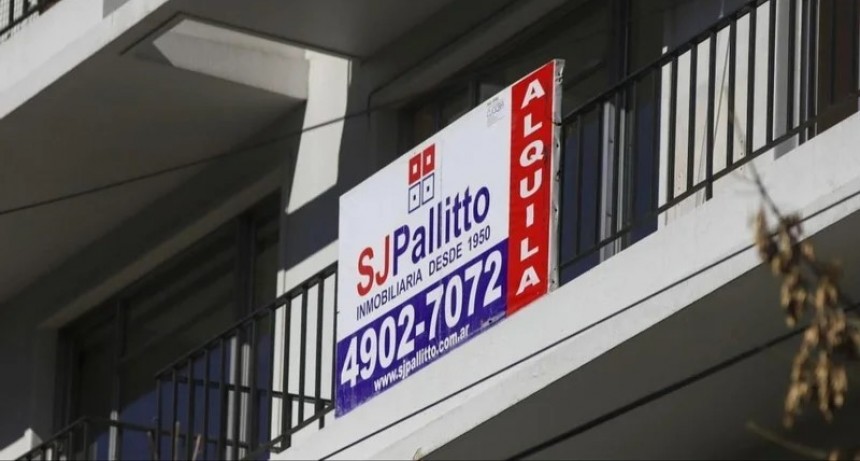 SJPallitto
INMOBILIARIA DESDE 1950
4902-7072
www.sjpallitto.com.ar
ALQUILA